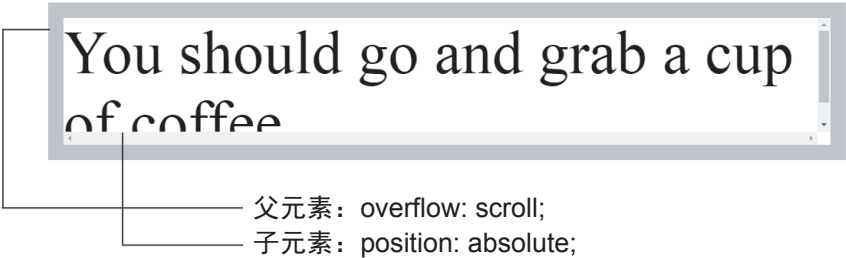 You should go and grab a cup
of coffee
父元素：overflow: scroll;
子元素：position: absolute;